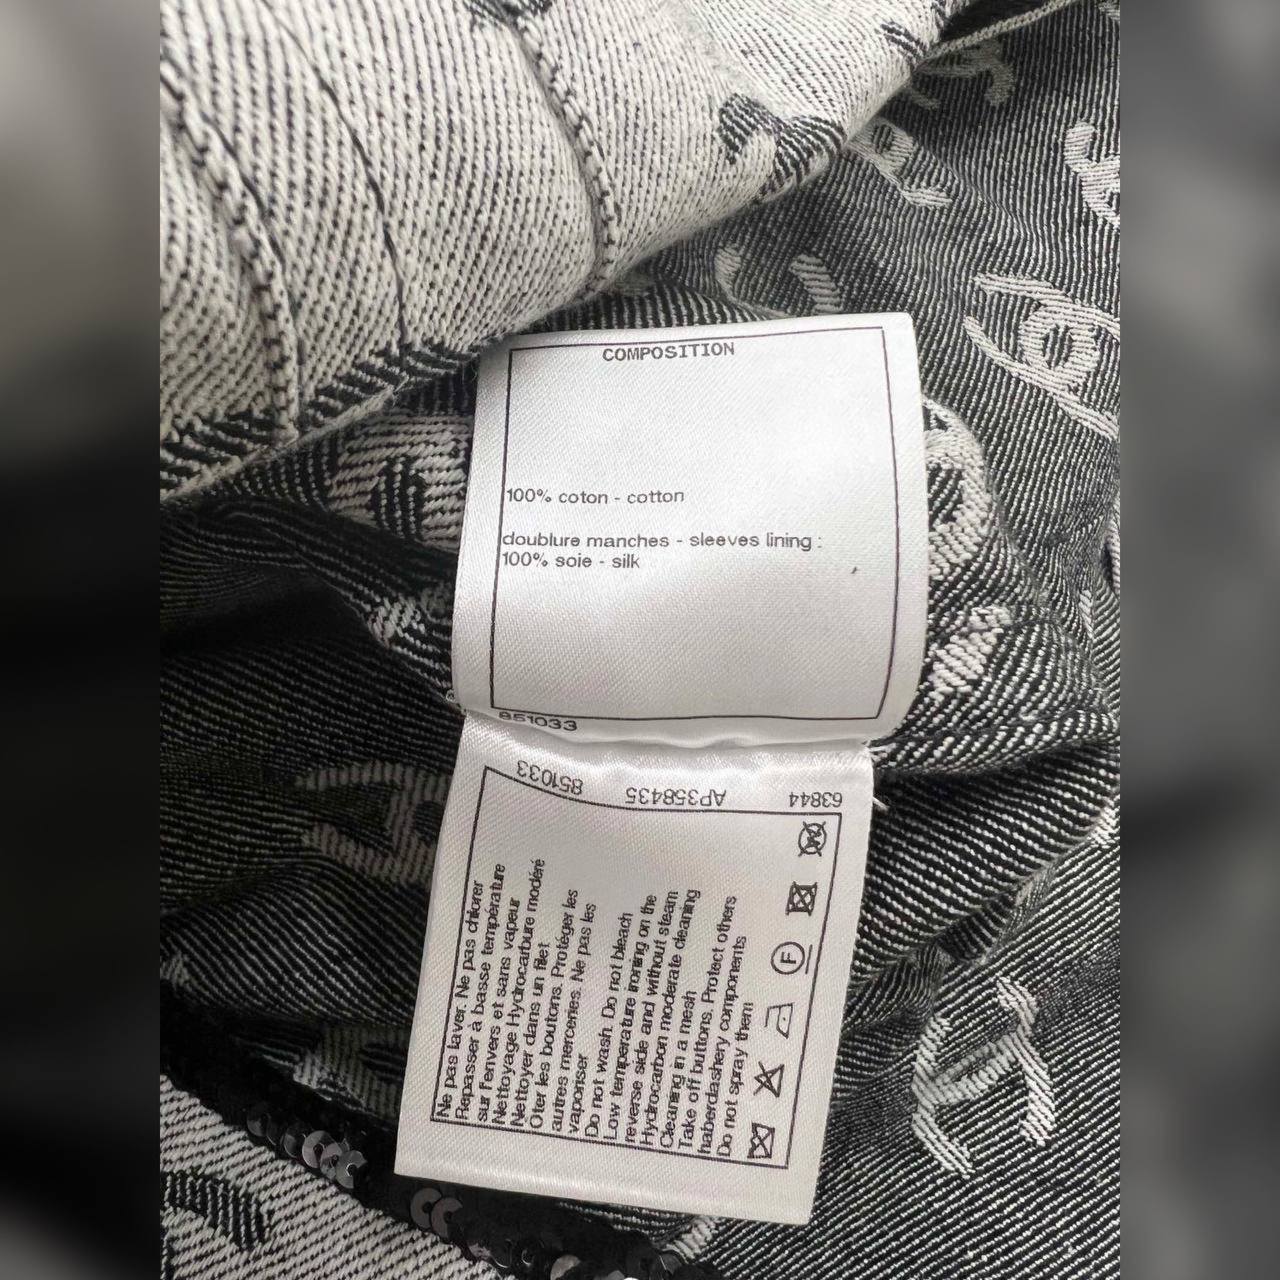 COMPOSITION
100% coton - cotton
doublure manches - sleeves lining :
100% soie - silk
851033
851033
AP358435
63844
Ne pas laver. Ne pas chlorer
Repasser à basse température
sur l'envers et sans vapeur
Nettoyage Hydrocarbure modéré
Nettoyer dans un filet
Oter les boutons. Protéger les
autres merceries. Ne pas les
vaporiser
Do not wash. Do not bleach
Low temperature ironing on the
reverse side and without steam
Hydrocarbon moderate cleaning
Cleaning in a mesh
Take off buttons. Protect others
haberdashery components
Do not spray them
F
W